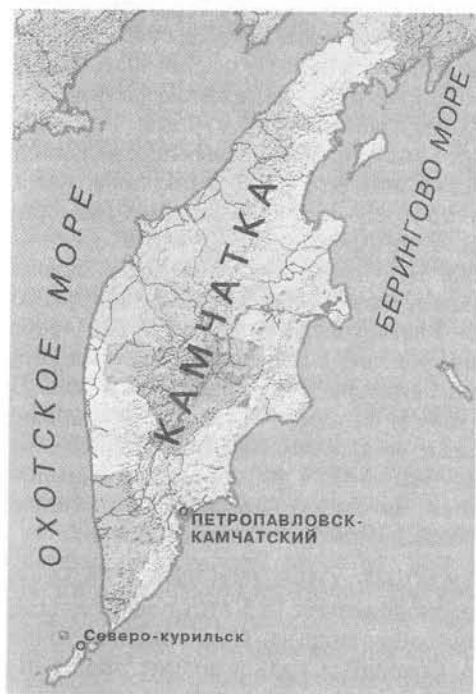 ОХОТСКОЕ МОРЕ
КАМЧАТКА
БЕРИНГОВО МОРЕ
ПЕТРОПАВЛОВСК-
КАМЧАТСКИЙ
Северо-курильск